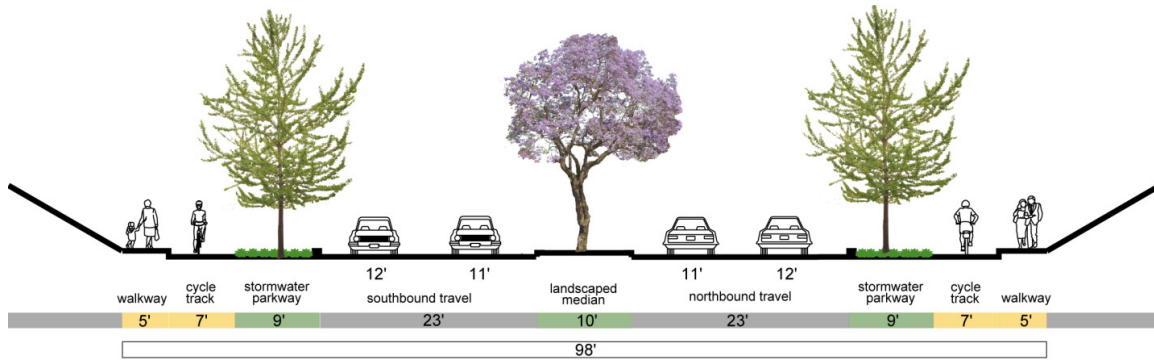 12' 11' 11' 12'
walkway cycle track stormwater parkway southbound travel landscaped median northbound travel stormwater parkway cycle track walkway
5' 7' 9' 23' 10' 23' 9' 7' 5'
98'